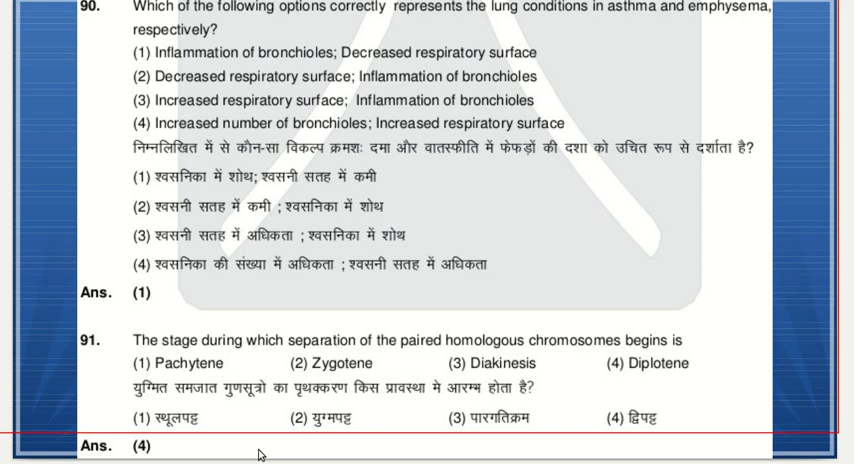 90. Which of the following options correctly represents the lung conditions in asthma and emphysema,
respectively?
(1) Inflammation of bronchioles; Decreased respiratory surface
(2) Decreased respiratory surface; Inflammation of bronchioles
(3) Increased respiratory surface; Inflammation of bronchioles
(4) Increased number of bronchioles; Increased respiratory surface
निम्नलिखित में से कौन-सा विकल्प क्रमशः दमा और वातस्फीति में फेफड़ों की दशा को उचित रूप से दर्शाता है?
(1) श्वसनिका में शोथ; श्वसनी सतह में कमी
(2) श्वसनी सतह में कमी ; श्वसनिका में शोथ
(3) श्वसनी सतह में अधिकता ; श्वसनिका में शोथ
(4) श्वसनिका की संख्या में अधिकता ; श्वसनी सतह में अधिकता
Ans. (1)
91. The stage during which separation of the paired homologous chromosomes begins is
(1) Pachytene (2) Zygotene (3) Diakinesis (4) Diplotene
युग्मित समजात गुणसूत्रो का पृथक्करण किस प्रावस्था मे आरम्भ होता है?
(1) स्थूलपट्ट (2) युग्मपट्ट (3) पारगतिक्रम (4) द्विपट्ट
Ans. (4)